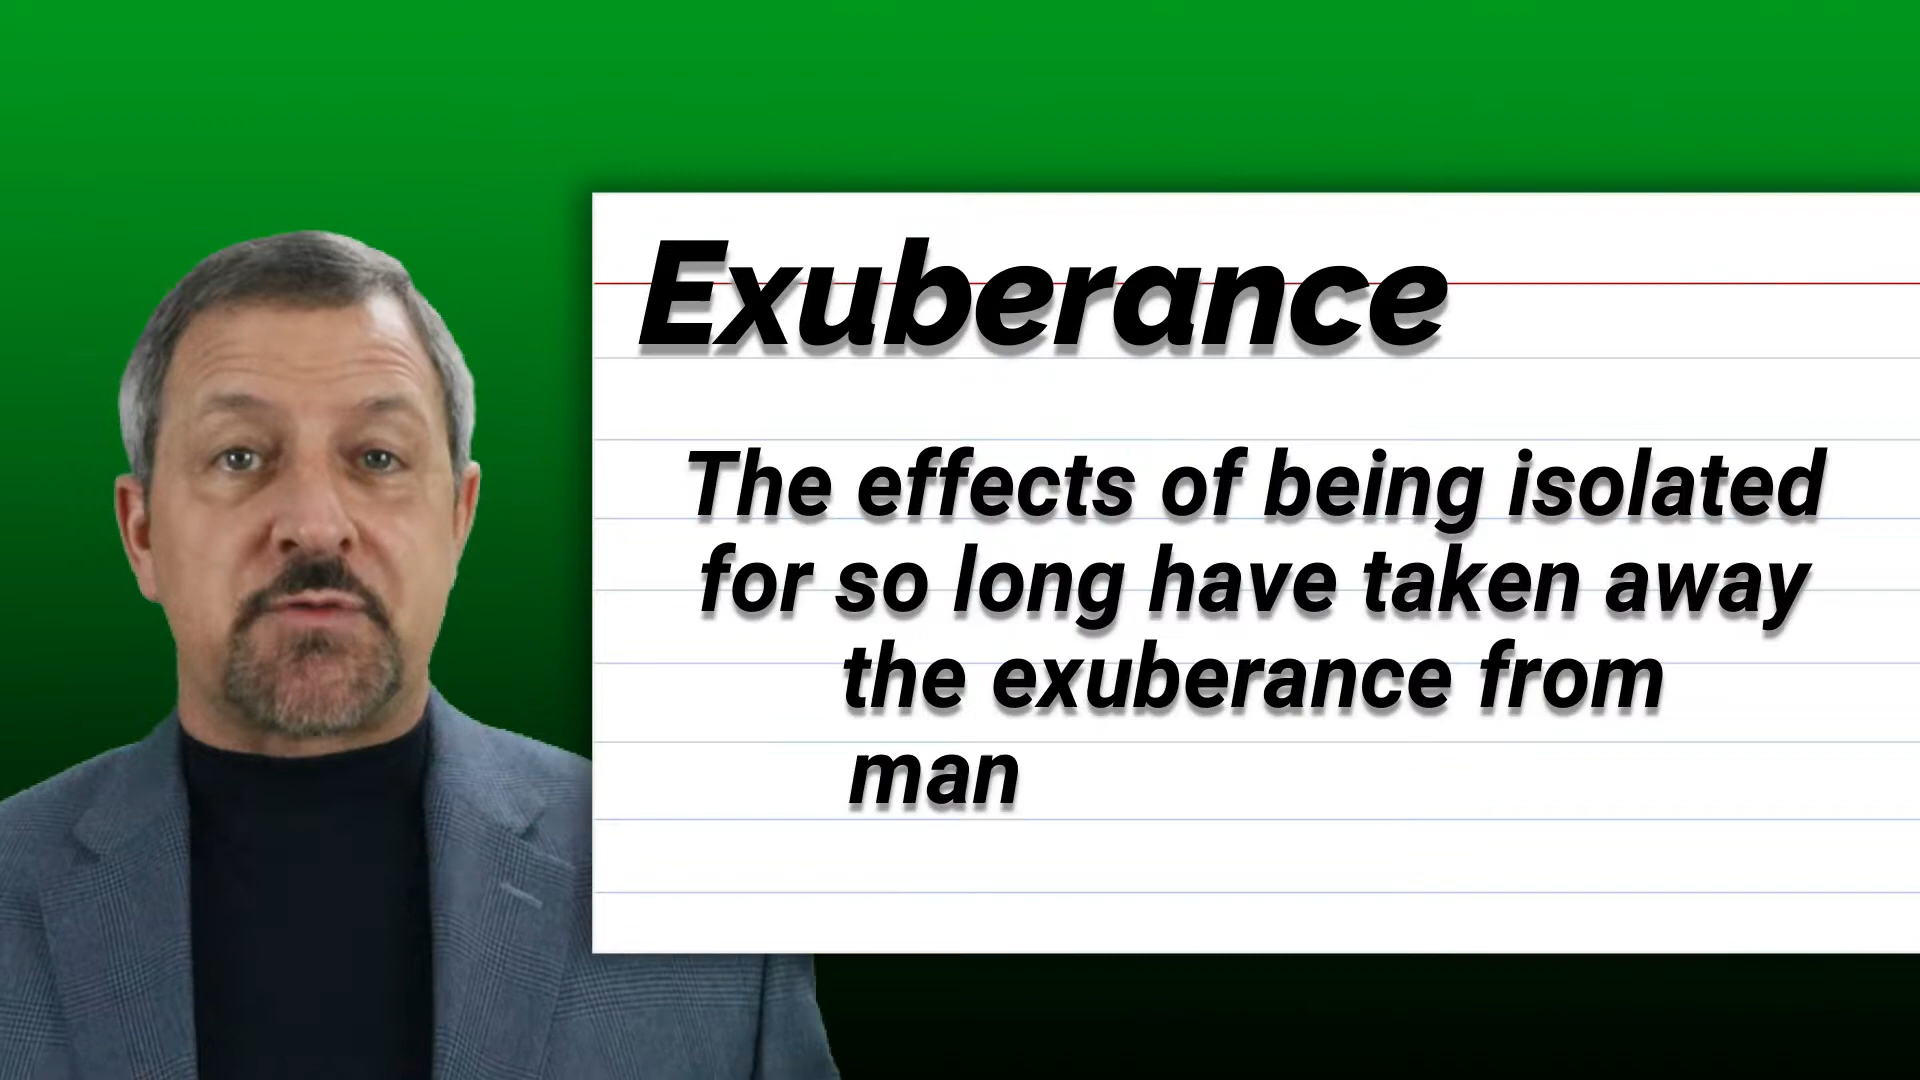 Exuberance
The effects of being isolated
for so long have taken away
the exuberance from
man